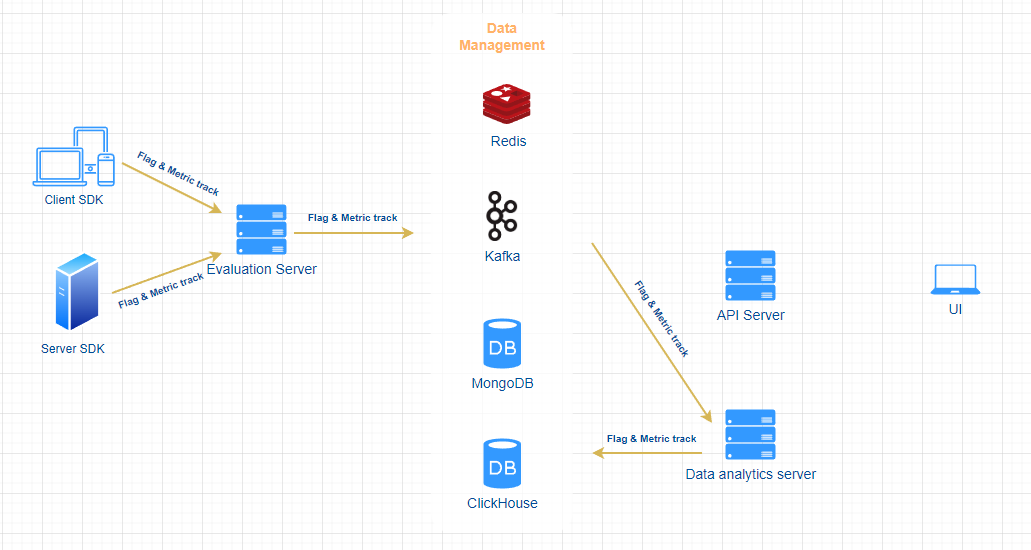 Data
Management
Redis
Flag & Metric track
Client SDK
Flag & Metric track
Kafka
Evaluation Server
Flag & Metric track
Server SDK
Flag & Metric track
API Server
UI
DB
MongoDB
Flag & Metric track
DB
Data analytics server
ClickHouse